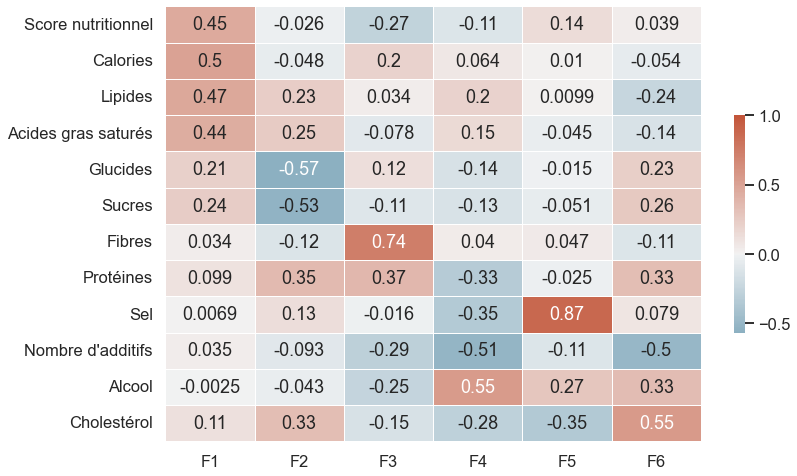 Score nutritionnel 0.45 -0.026 -0.27 -0.11 0.14 0.039
Calories 0.5 -0.048 0.2 0.064 0.01 -0.054
Lipides 0.47 0.23 0.034 0.2 0.0099 -0.24
Acides gras saturés 0.44 0.25 -0.078 0.15 -0.045 -0.14
Glucides 0.21 -0.57 0.12 -0.14 -0.015 0.23
Sucres 0.24 -0.53 -0.11 -0.13 -0.051 0.26
Fibres 0.034 -0.12 0.74 0.04 0.047 -0.11
Protéines 0.099 0.35 0.37 -0.33 -0.025 0.33
Sel 0.0069 0.13 -0.016 -0.35 0.87 0.079
Nombre d'additifs 0.035 -0.093 -0.29 -0.51 -0.11 -0.5
Alcool -0.0025 -0.043 -0.25 0.55 0.27 0.33
Cholestérol 0.11 0.33 -0.15 -0.28 -0.35 0.55
F1 F2 F3 F4 F5 F6
1.0
0.5
0.0
−0.5